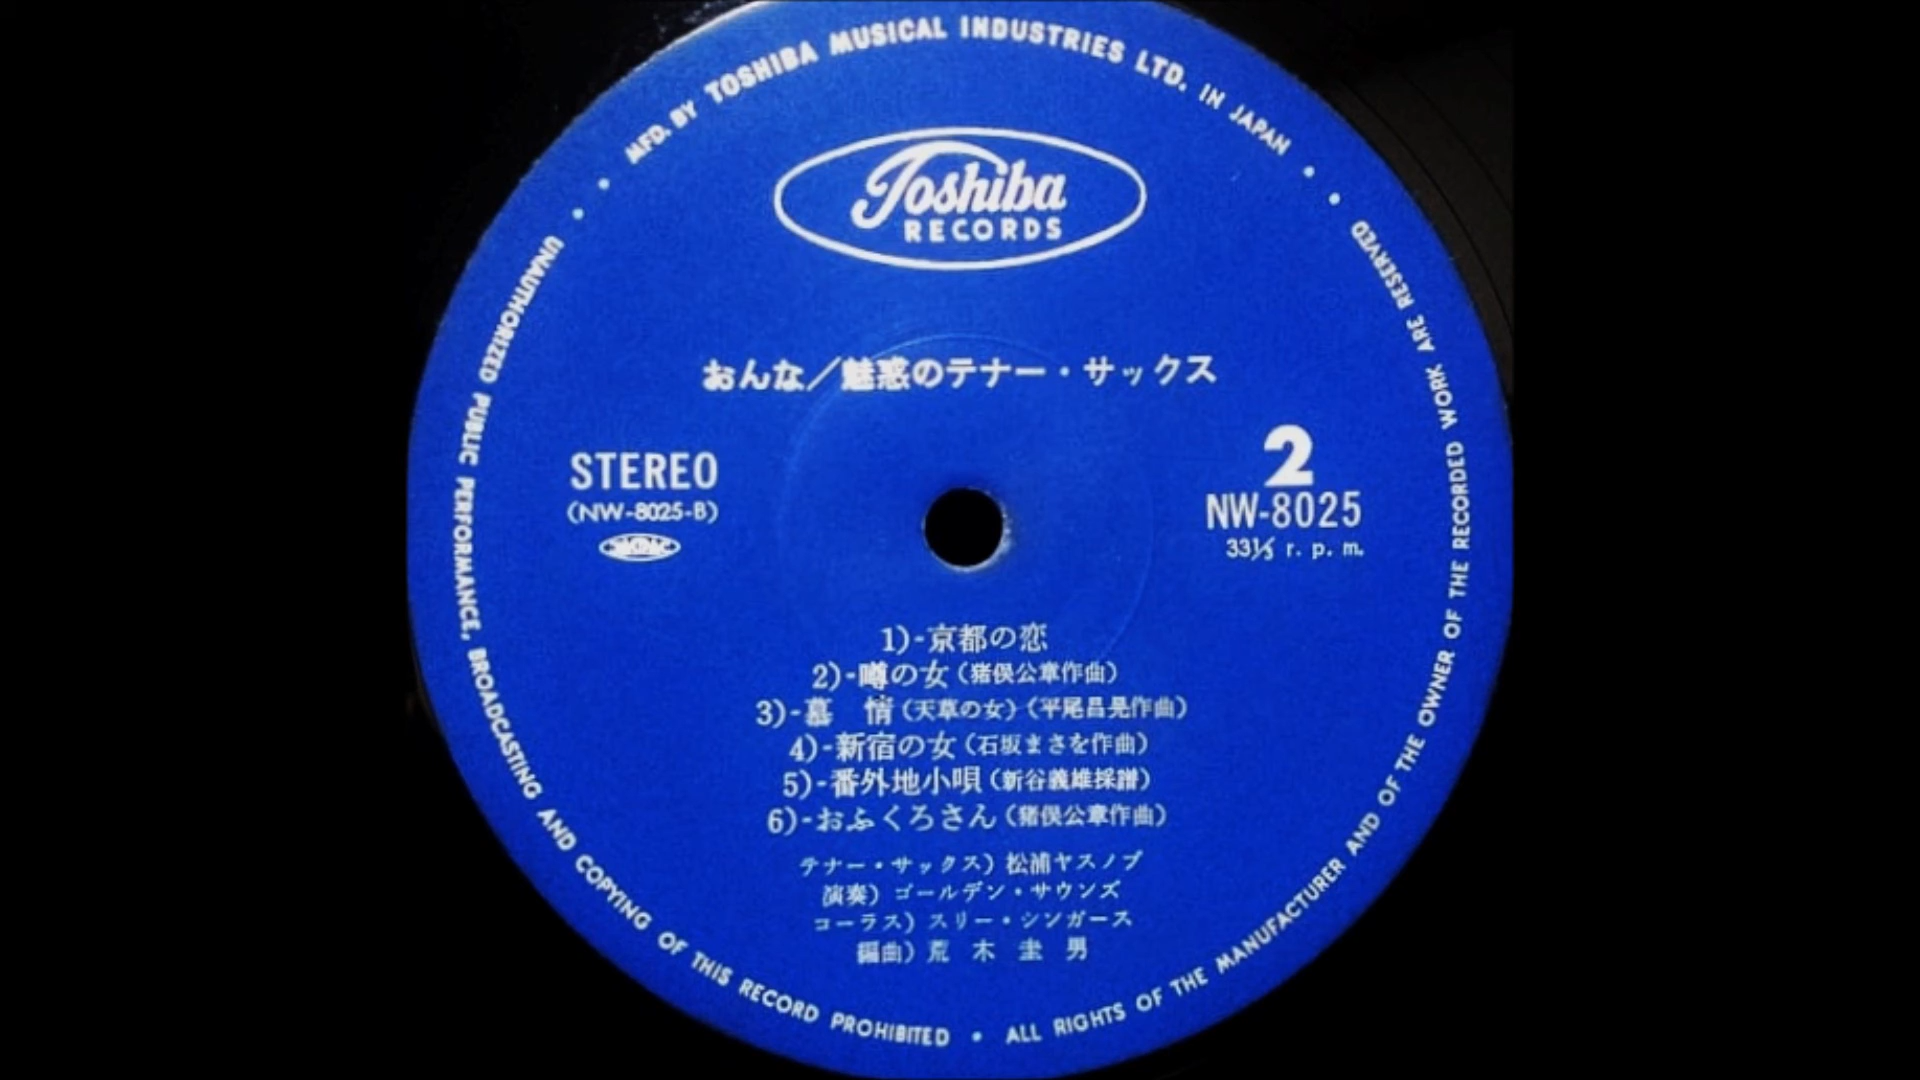 MFD. BY TOSHIBA MUSICAL INDUSTRIES LTD. IN JAPAN
Toshiba
RECORDS
おんな／魅惑のテナー・サックス
STEREO
(NW-8025-B)
2
NW-8025
33⅓ r. p. m.
1)-京都の恋
2)-噂の女(猪俣公章作曲)
3)-慕 情(天草の女)(平尾昌晃作曲)
4)-新宿の女(石坂まさを作曲)
5)-番外地小唄(新谷義雄採譜)
6)-おふくろさん(猪俣公章作曲)
テナー・サックス) 松浦ヤスノブ
演奏) ゴールデン・サウンズ
コーラス) スリー・シンガース
編曲) 荒 木 圭 男
UNAUTHORIZED PUBLIC PERFORMANCE, BROADCASTING AND COPYING OF THIS RECORD PROHIBITED • ALL RIGHTS OF THE MANUFACTURER AND OF THE OWNER OF THE RECORDED WORK ARE RESERVED